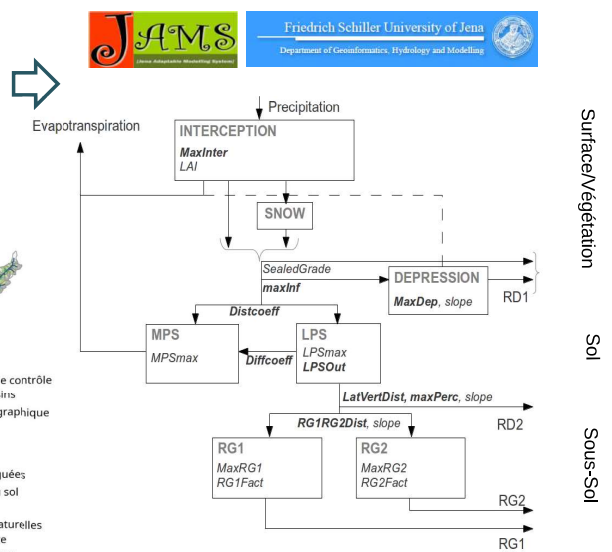 JAMS
(Jena Adaptable Modelling System)
Friedrich Schiller University of Jena
Department of Geoinformatics, Hydrology and Modelling
Precipitation
Evapotranspiration
INTERCEPTION
MaxInter
LAI
SNOW
SealedGrade
maxInf
DEPRESSION
MaxDep, slope
RD1
Distcoeff
MPS
MPSmax
Diffcoeff
LPS
LPSmax
LPSOut
LatVertDist, maxPerc, slope
RD2
RG1RG2Dist, slope
RG1
MaxRG1
RG1Fact
RG2
MaxRG2
RG2Fact
RG2
RG1
Surface/Végétation
Sol
Sous-Sol
e contrôle
ins
graphique
quées
sol
aturelles
e